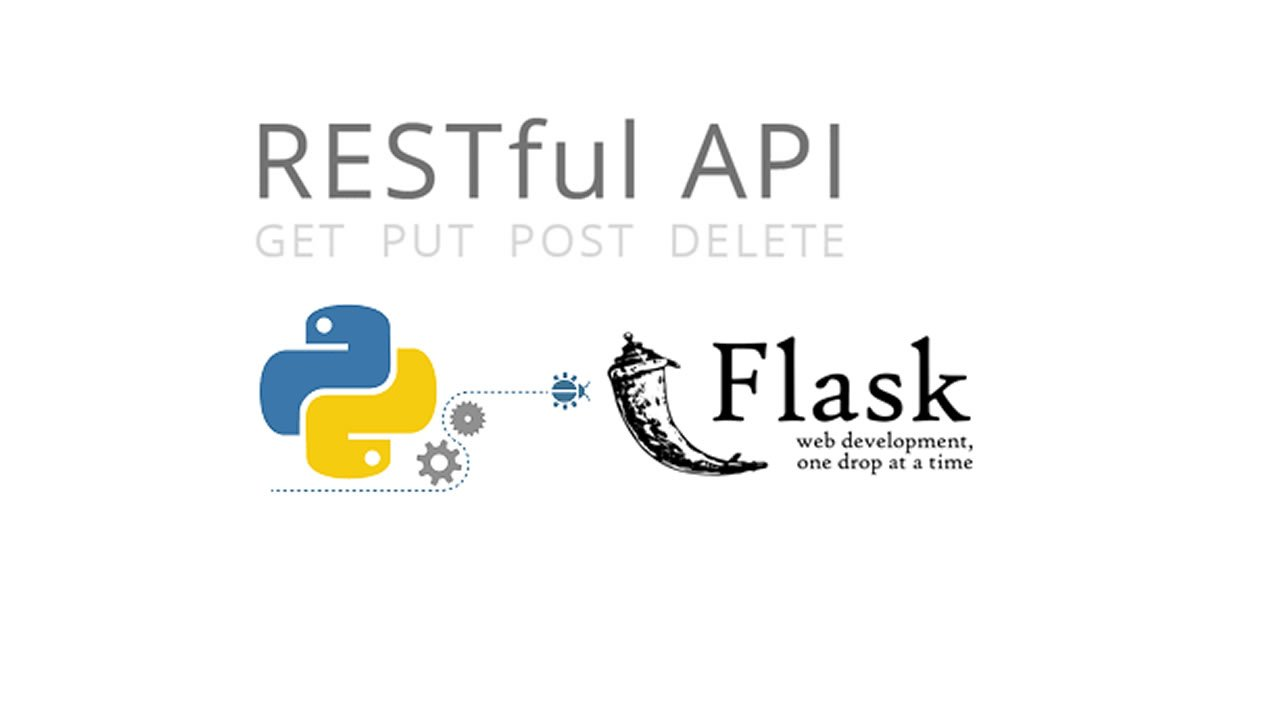 RESTful API
GET PUT POST DELETE
Flask
web development,
one drop at a time